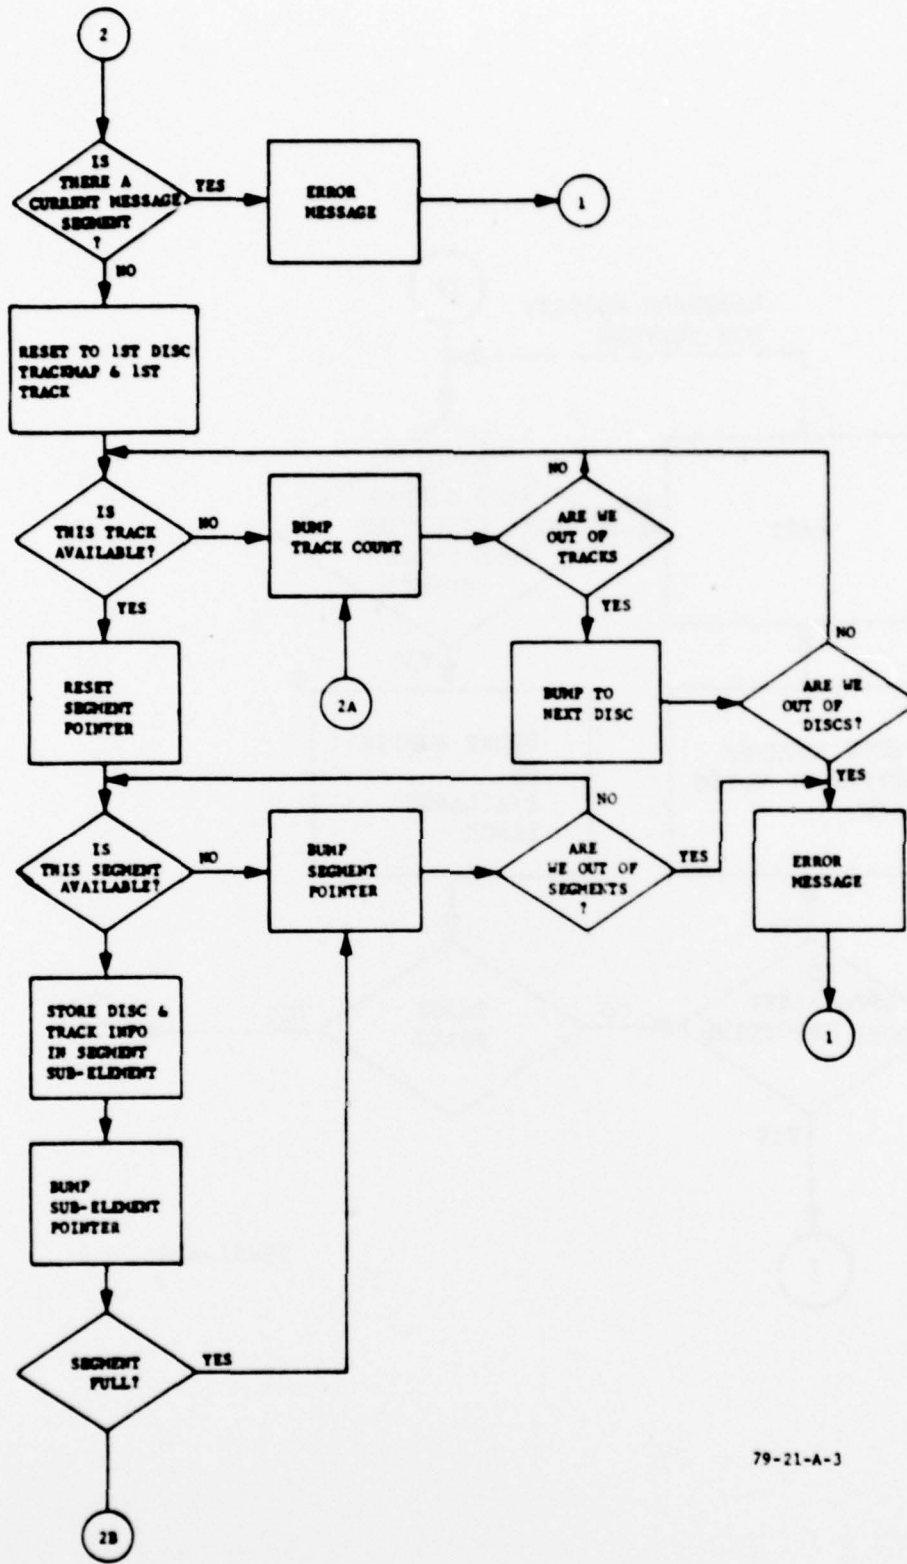 2
IS
THERE A
CURRENT MESSAGE
SEGMENT
?
YES
ERROR
MESSAGE
1
NO
RESET TO 1ST DISC
TRACKMAP & 1ST
TRACK
IS
THIS TRACK
AVAILABLE?
NO
BUMP
TRACK COUNT
NO
ARE WE
OUT OF
TRACKS
YES
YES
2A
RESET
SEGMENT
POINTER
BUMP TO
NEXT DISC
NO
ARE WE
OUT OF
DISCS?
YES
IS
THIS SEGMENT
AVAILABLE?
NO
BUMP
SEGMENT
POINTER
NO
ARE
WE OUT OF
SEGMENTS
?
YES
ERROR
MESSAGE
1
STORE DISC &
TRACK INFO
IN SEGMENT
SUB-ELEMENT
BUMP
SUB-ELEMENT
POINTER
SEGMENT
FULL?
YES
2B
79-21-A-3